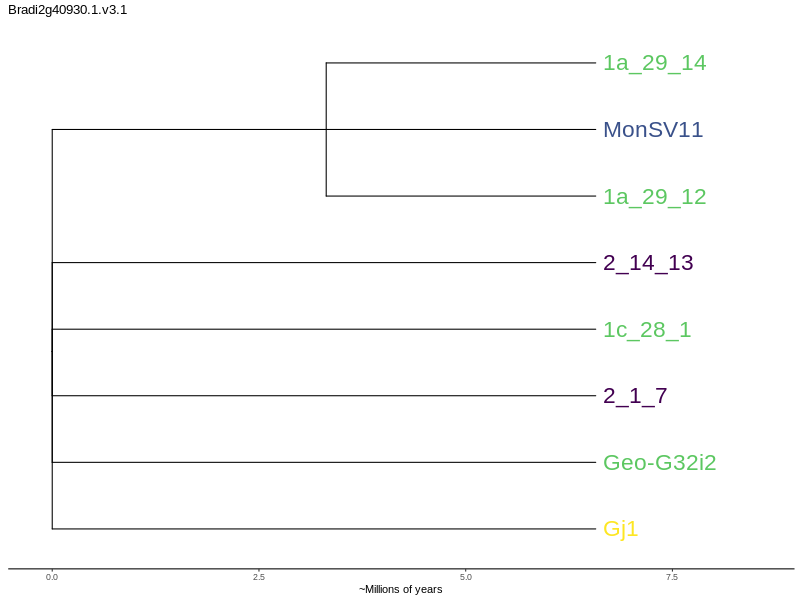 Bradi2g40930.1.v3.1
1a_29_14
MonSV11
1a_29_12
2_14_13
1c_28_1
2_1_7
Geo-G32i2
Gj1
0.0 2.5 5.0 7.5
~Millions of years